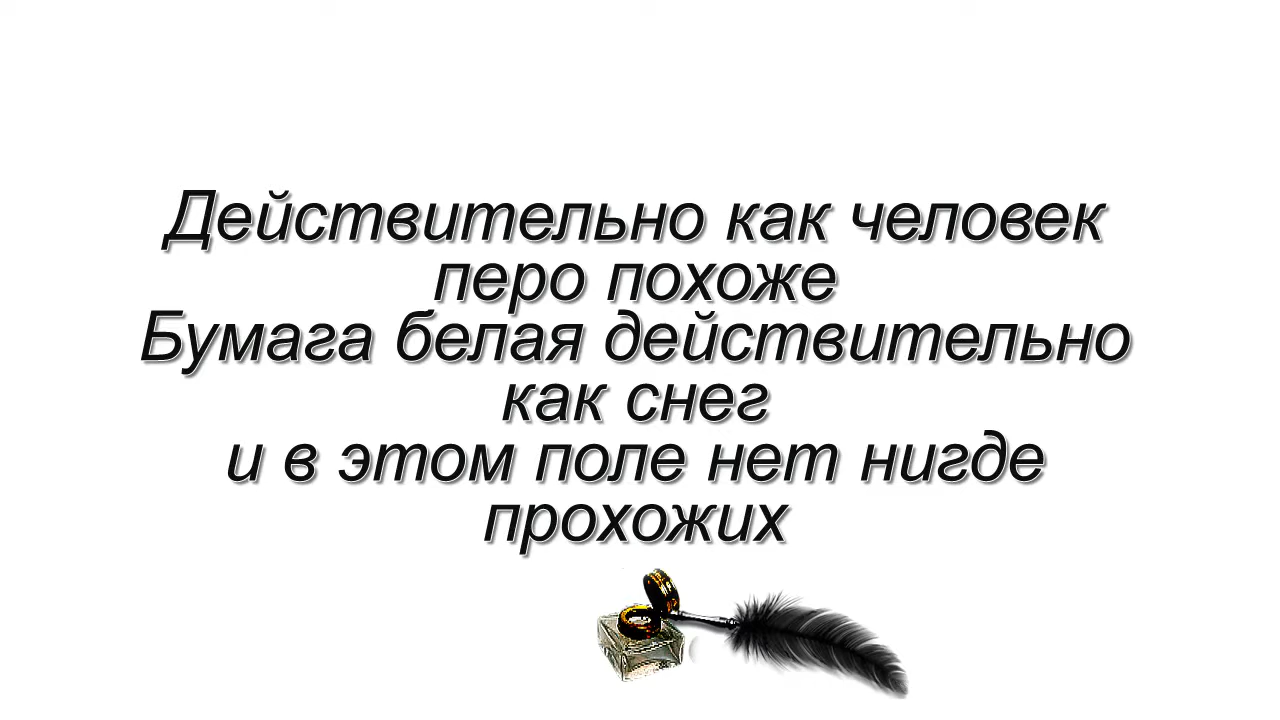 Действительно как человек
перо похоже
Бумага белая действительно
как снег
и в этом поле нет нигде
прохожих